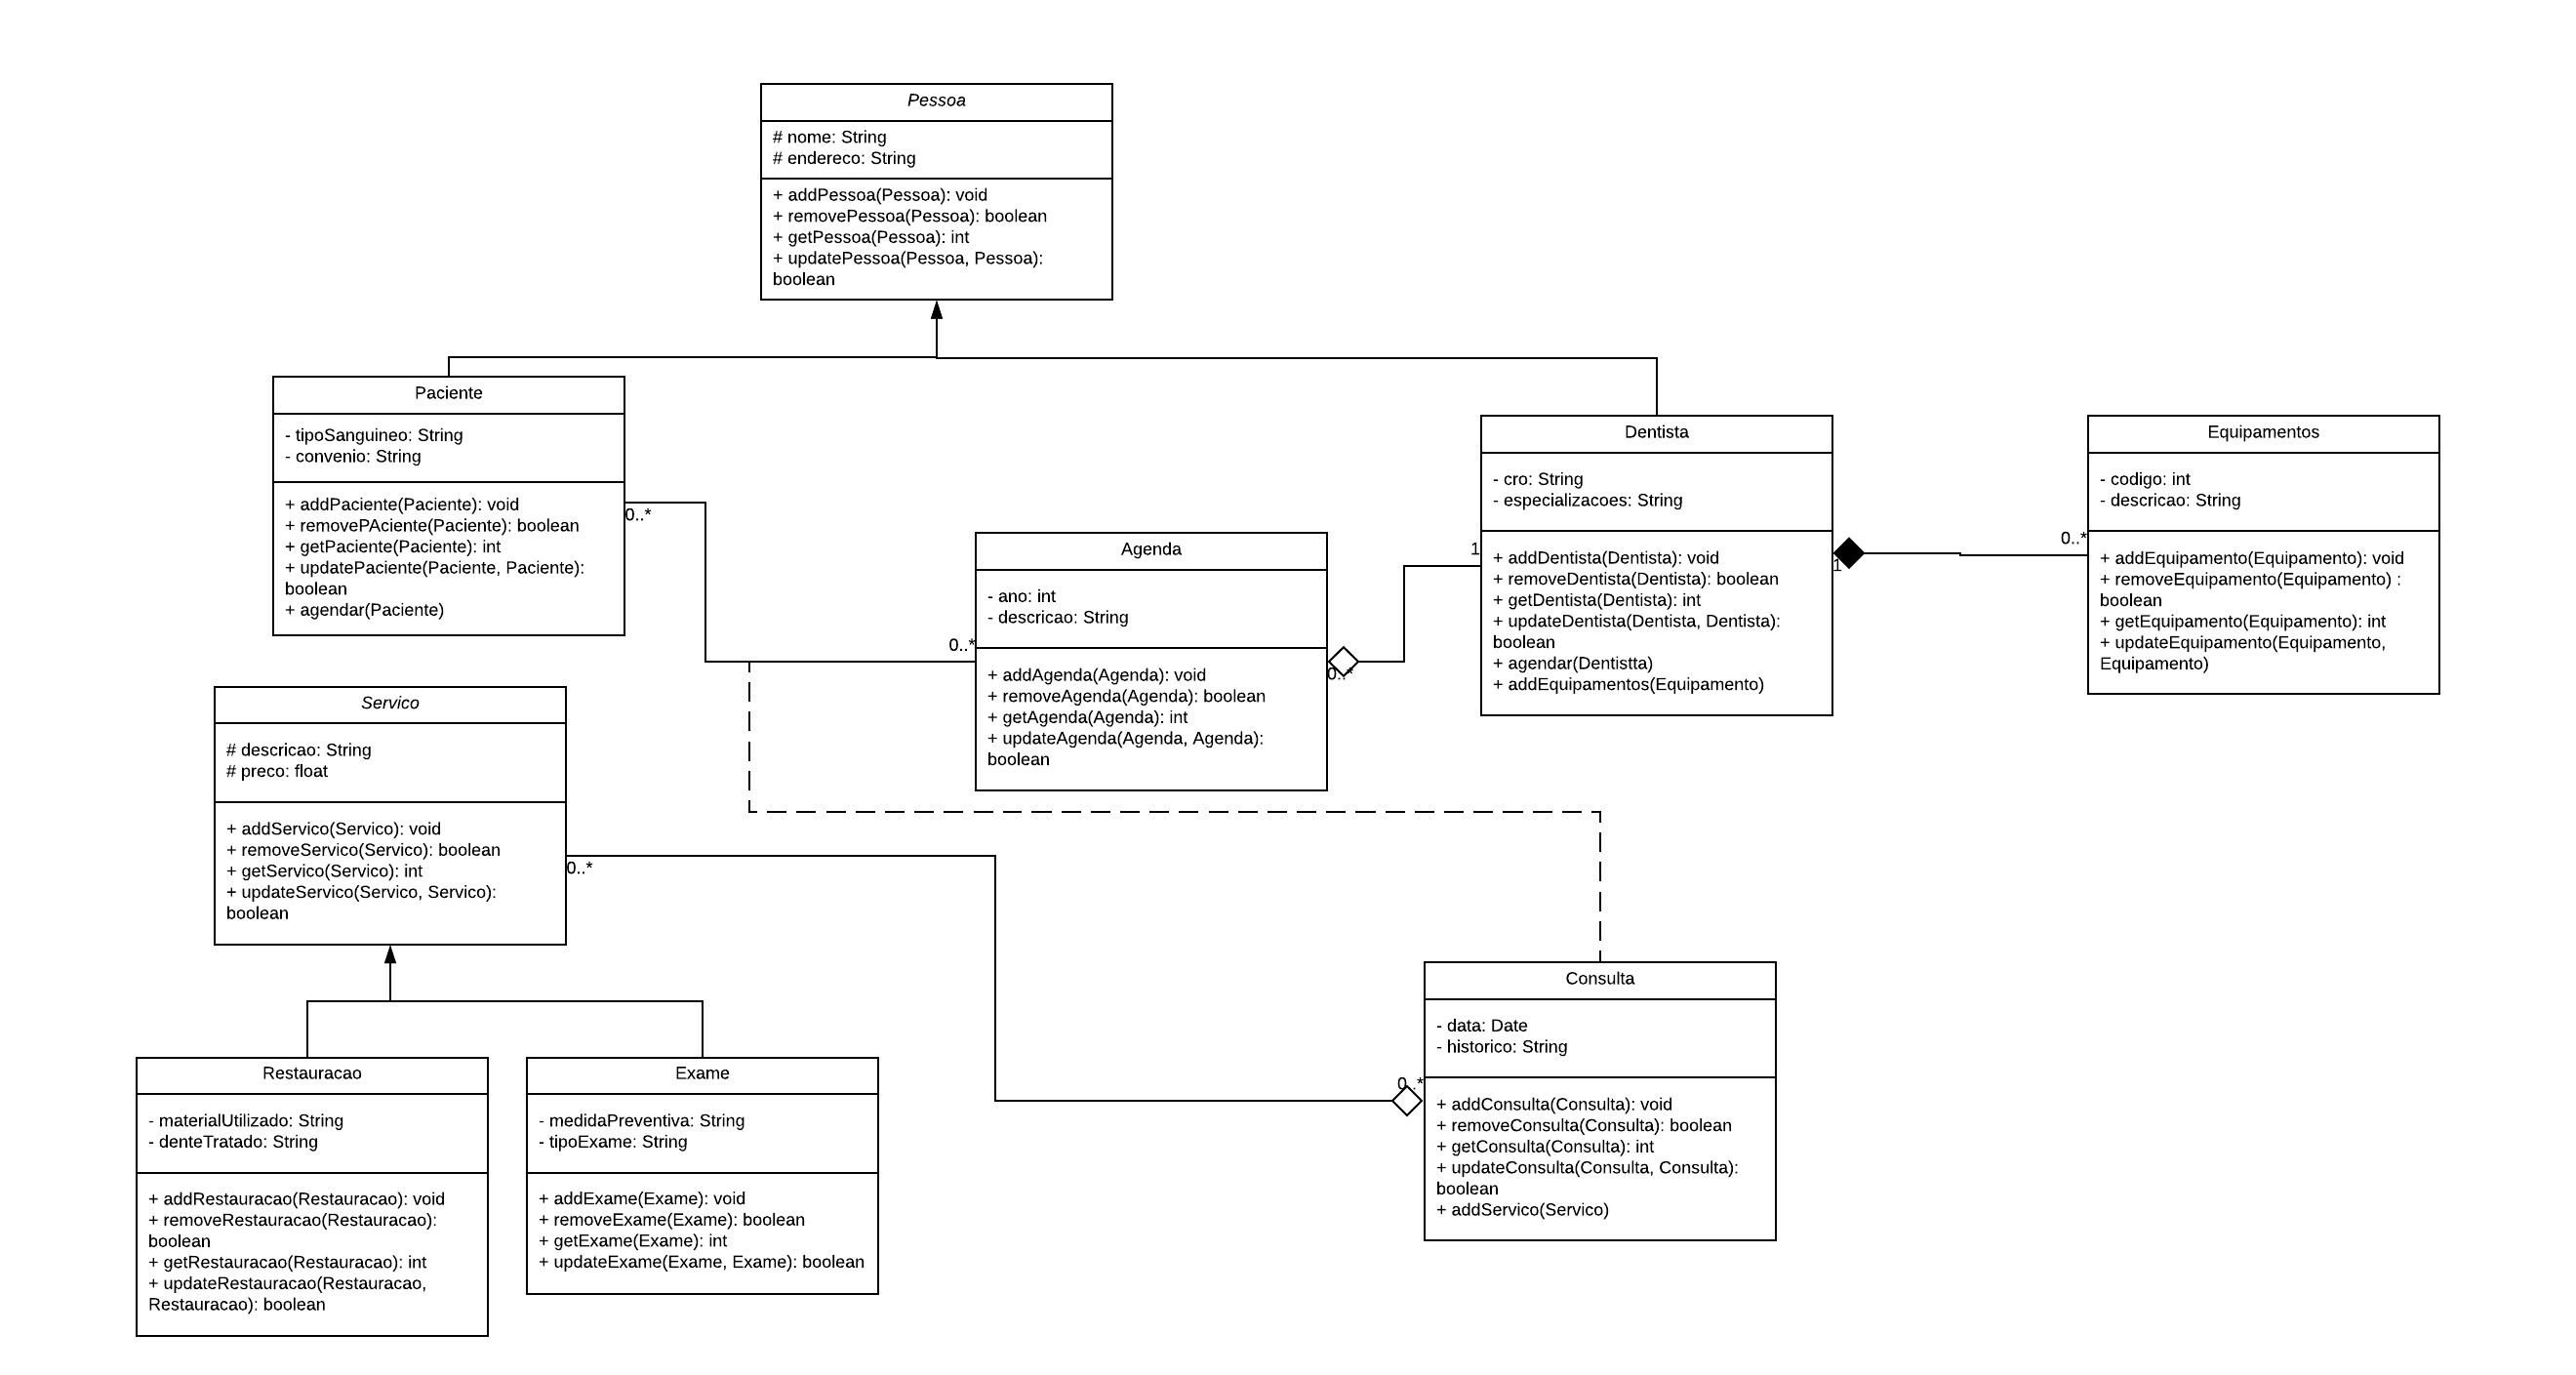 Pessoa
# nome: String
# endereco: String
+ addPessoa(Pessoa): void
+ removePessoa(Pessoa): boolean
+ getPessoa(Pessoa): int
+ updatePessoa(Pessoa, Pessoa):
boolean
Paciente
- tipoSanguineo: String
- convenio: String
+ addPaciente(Paciente): void
+ removePAciente(Paciente): boolean
+ getPaciente(Paciente): int
+ updatePaciente(Paciente, Paciente):
boolean
+ agendar(Paciente)
0..*
0..*
Agenda
- ano: int
- descricao: String
+ addAgenda(Agenda): void
+ removeAgenda(Agenda): boolean
+ getAgenda(Agenda): int
+ updateAgenda(Agenda, Agenda):
boolean
0..*
1
Dentista
- cro: String
- especializacoes: String
+ addDentista(Dentista): void
+ removeDentista(Dentista): boolean
+ getDentista(Dentista): int
+ updateDentista(Dentista, Dentista):
boolean
+ agendar(Dentistta)
+ addEquipamentos(Equipamento)
1
0..*
Equipamentos
- codigo: int
- descricao: String
+ addEquipamento(Equipamento): void
+ removeEquipamento(Equipamento) :
boolean
+ getEquipamento(Equipamento): int
+ updateEquipamento(Equipamento,
Equipamento)
Servico
# descricao: String
# preco: float
+ addServico(Servico): void
+ removeServico(Servico): boolean
+ getServico(Servico): int
+ updateServico(Servico, Servico):
boolean
0..*
0..*
Restauracao
- materialUtilizado: String
- denteTratado: String
+ addRestauracao(Restauracao): void
+ removeRestauracao(Restauracao):
boolean
+ getRestauracao(Restauracao): int
+ updateRestauracao(Restauracao,
Restauracao): boolean
Exame
- medidaPreventiva: String
- tipoExame: String
+ addExame(Exame): void
+ removeExame(Exame): boolean
+ getExame(Exame): int
+ updateExame(Exame, Exame): boolean
Consulta
- data: Date
- historico: String
+ addConsulta(Consulta): void
+ removeConsulta(Consulta): boolean
+ getConsulta(Consulta): int
+ updateConsulta(Consulta, Consulta):
boolean
+ addServico(Servico)